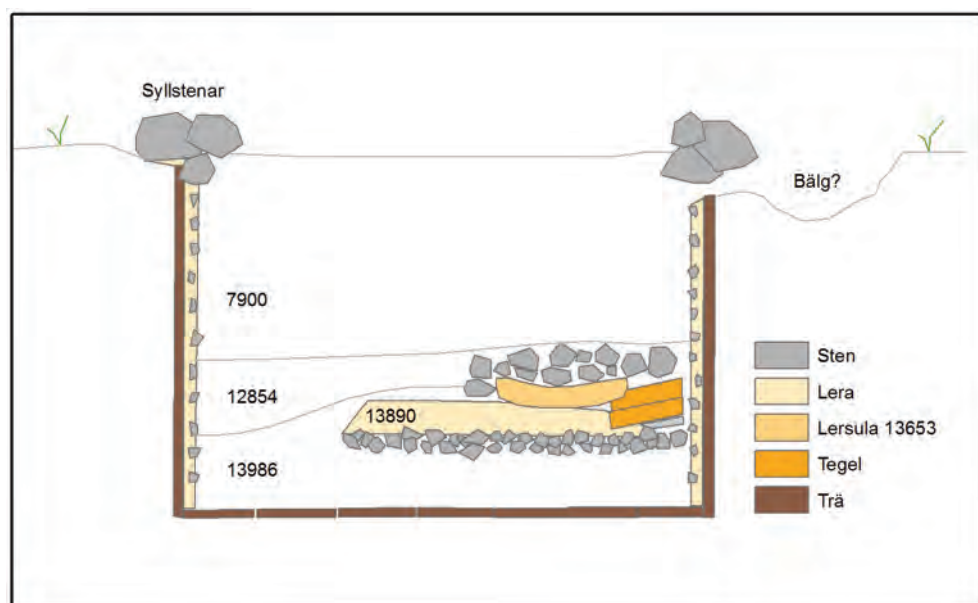 Syllstenar
Bälg?
7900
12854
13890
13986
Sten
Lera
Lersula 13653
Tegel
Trä